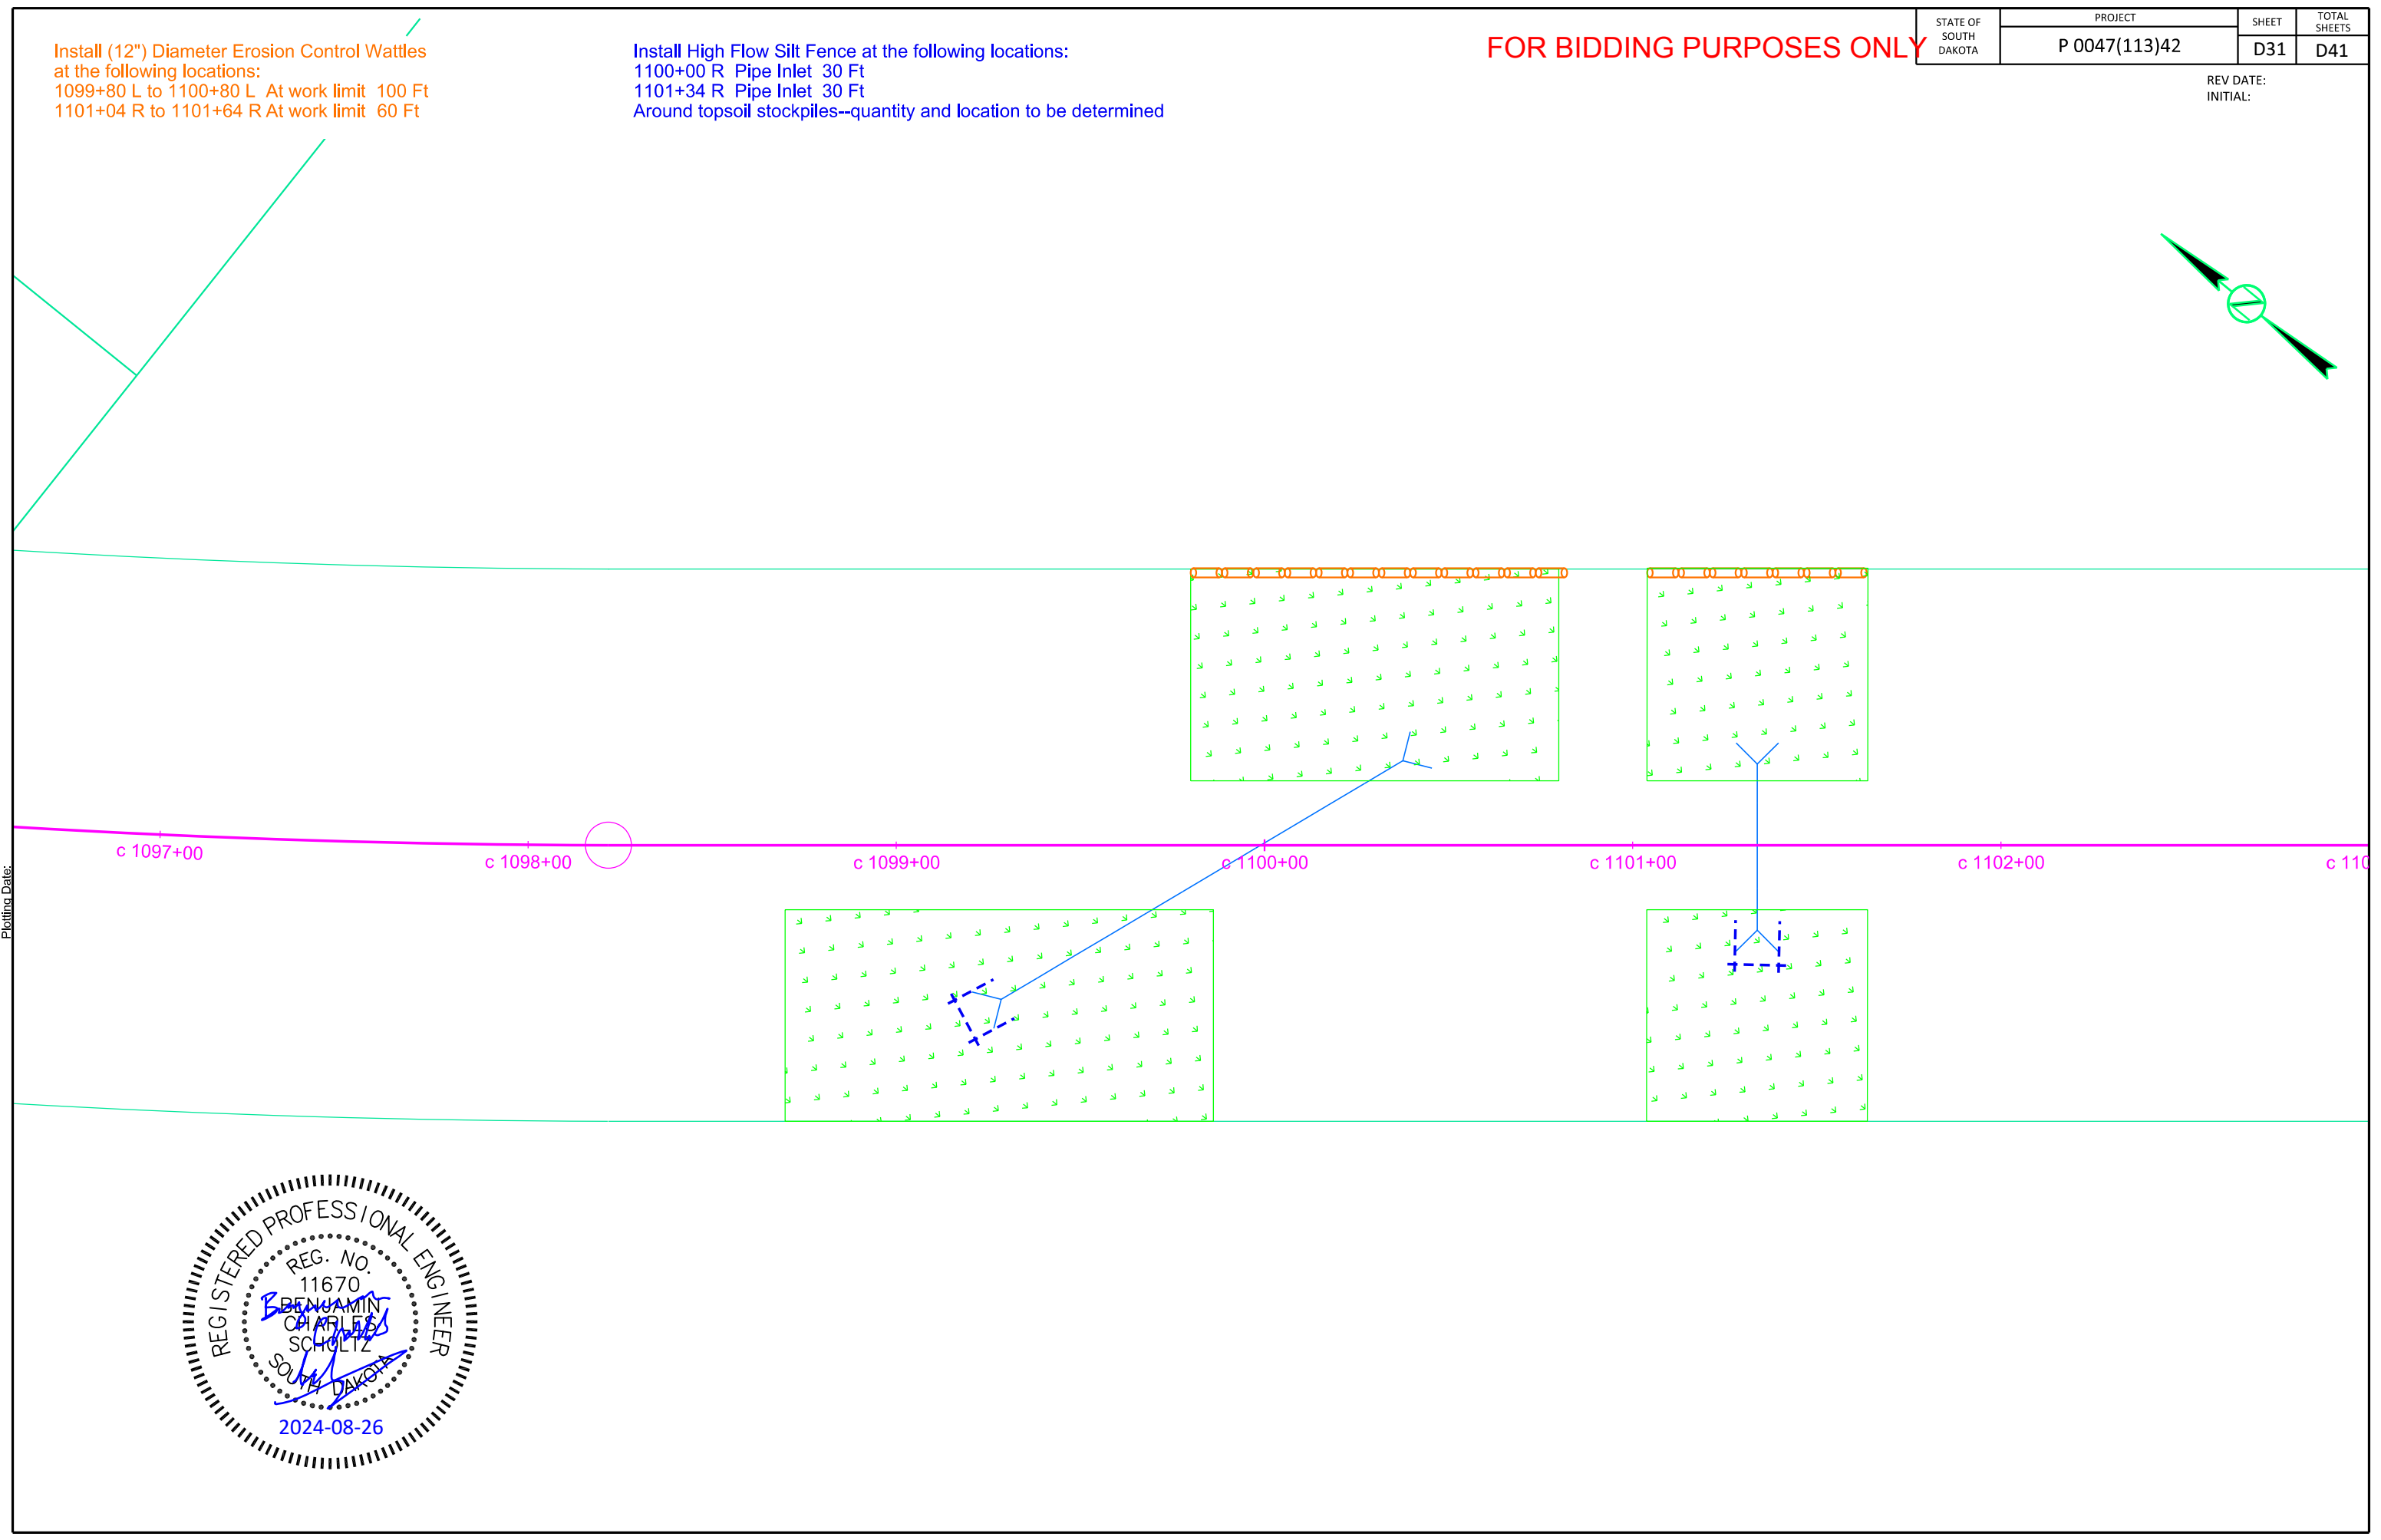 Install (12") Diameter Erosion Control Wattles
at the following locations:
1099+80 L to 1100+80 L  At work limit  100 Ft
1101+04 R to 1101+64 R At work limit  60 Ft
Install High Flow Silt Fence at the following locations:
1100+00 R  Pipe Inlet  30 Ft
1101+34 R  Pipe Inlet  30 Ft
Around topsoil stockpiles--quantity and location to be determined
FOR BIDDING PURPOSES ONLY
STATE OF
SOUTH
DAKOTA
PROJECT
P 0047(113)42
SHEET
D31
TOTAL
SHEETS
D41
REV DATE:
INITIAL:
c 1097+00
c 1098+00
c 1099+00
c 1100+00
c 1101+00
c 1102+00
c 110
Plotting Date:
REGISTERED PROFESSIONAL ENGINEER
REG. NO.
11670
BENJAMIN
CHARLES
SCHOLTZ
SOUTH DAKOTA
2024-08-26